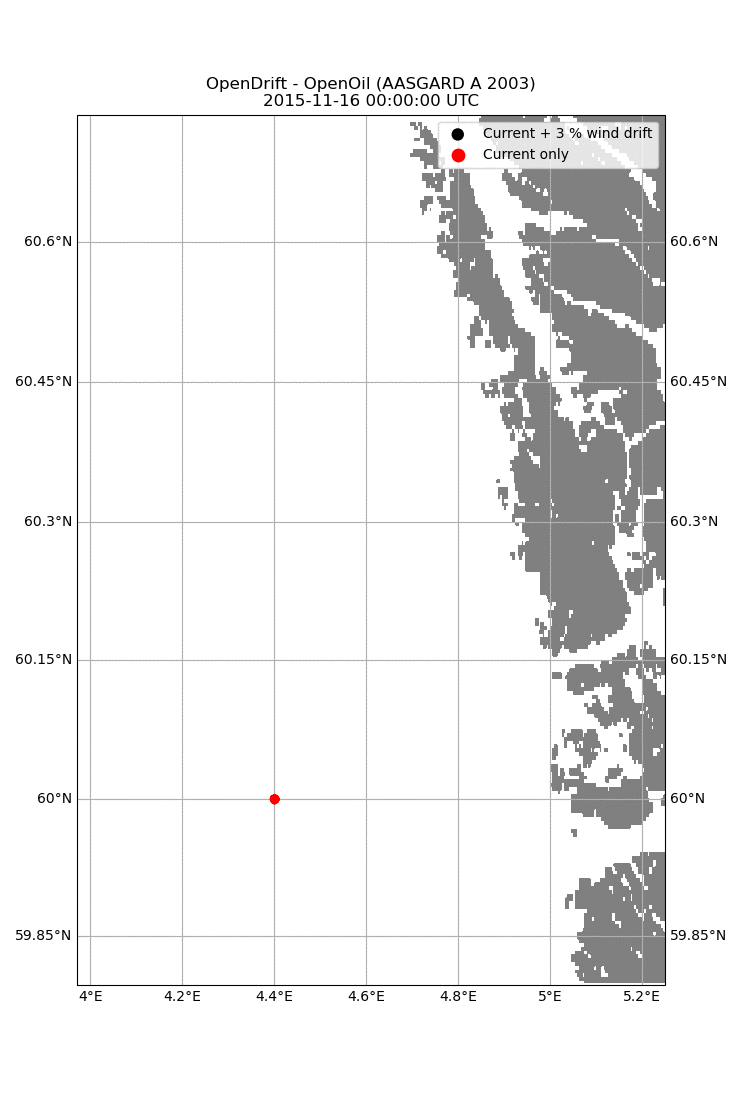 OpenDrift - OpenOil (AASGARD A 2003)
2015-11-16 00:00:00 UTC
Current + 3 % wind drift
Current only
60.6°N 60.6°N
60.45°N 60.45°N
60.3°N 60.3°N
60.15°N 60.15°N
60°N 60°N
59.85°N 59.85°N
4°E 4.2°E 4.4°E 4.6°E 4.8°E 5°E 5.2°E